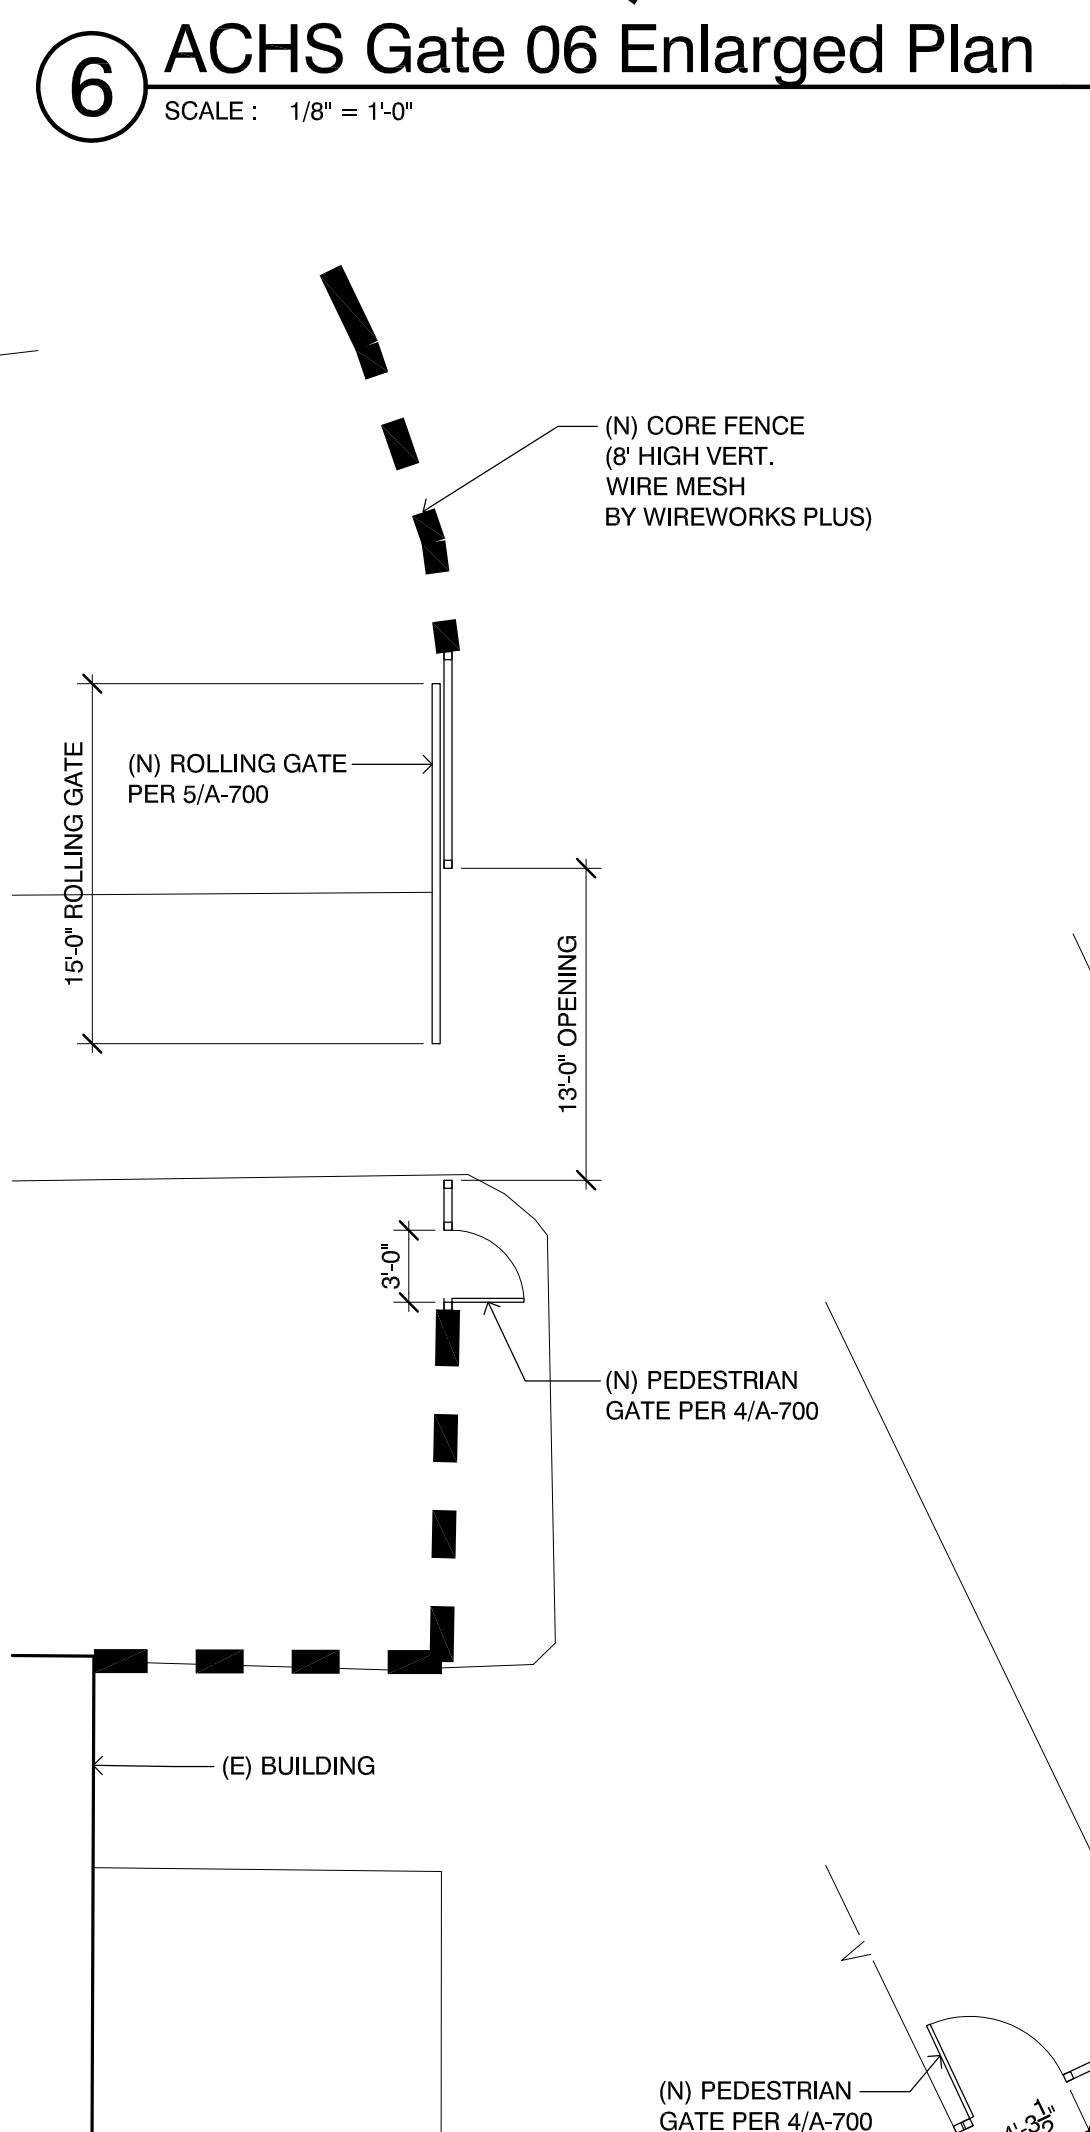 6
ACHS Gate 06 Enlarged Plan
SCALE : 1/8" = 1'-0"
(N) CORE FENCE
(8' HIGH VERT.
WIRE MESH
BY WIREWORKS PLUS)
15'-0" ROLLING GATE
(N) ROLLING GATE
PER 5/A-700
13'-0" OPENING
3'-0"
(N) PEDESTRIAN
GATE PER 4/A-700
(E) BUILDING
(N) PEDESTRIAN
GATE PER 4/A-700